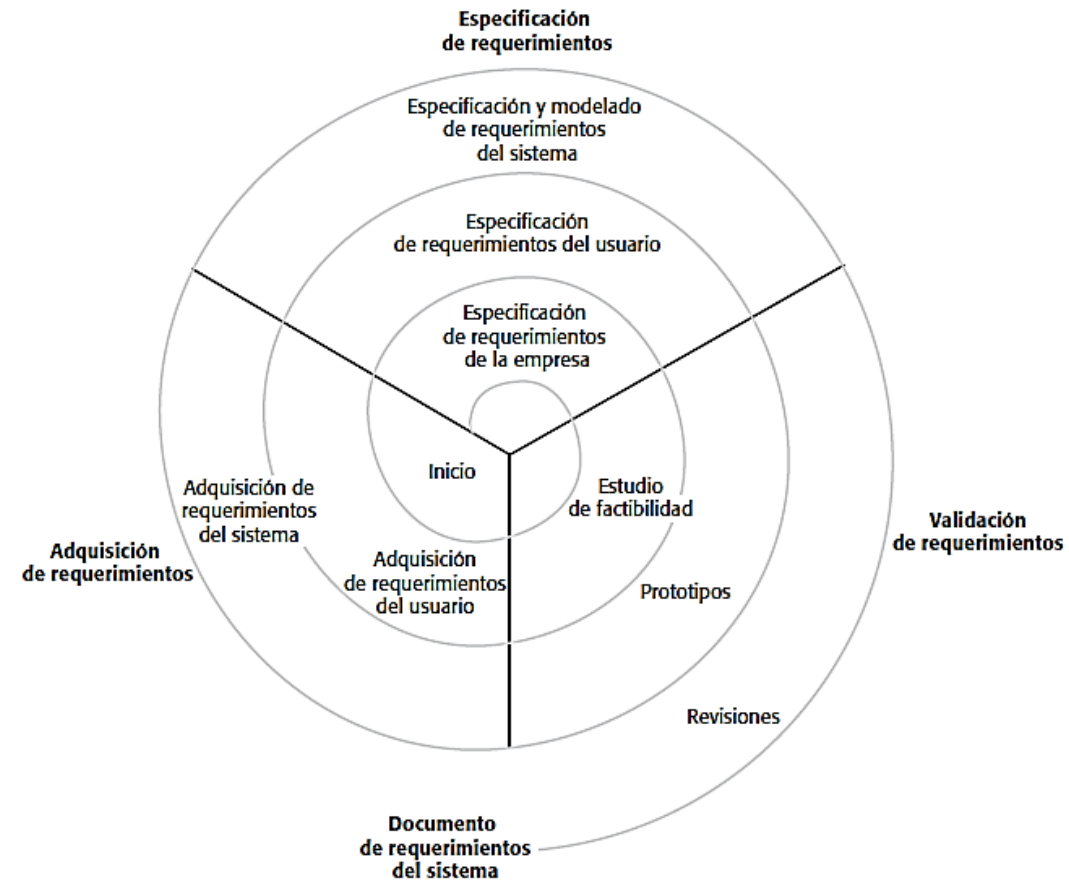 Especificación
de requerimientos
Especificación y modelado
de requerimientos
del sistema
Especificación
de requerimientos del usuario
Especificación
de requerimientos
de la empresa
Inicio
Estudio
de factibilidad
Adquisición de
requerimientos
del sistema
Validación
de requerimientos
Adquisición
de requerimientos
Adquisición
de requerimientos
del usuario
Prototipos
Revisiones
Documento
de requerimientos
del sistema